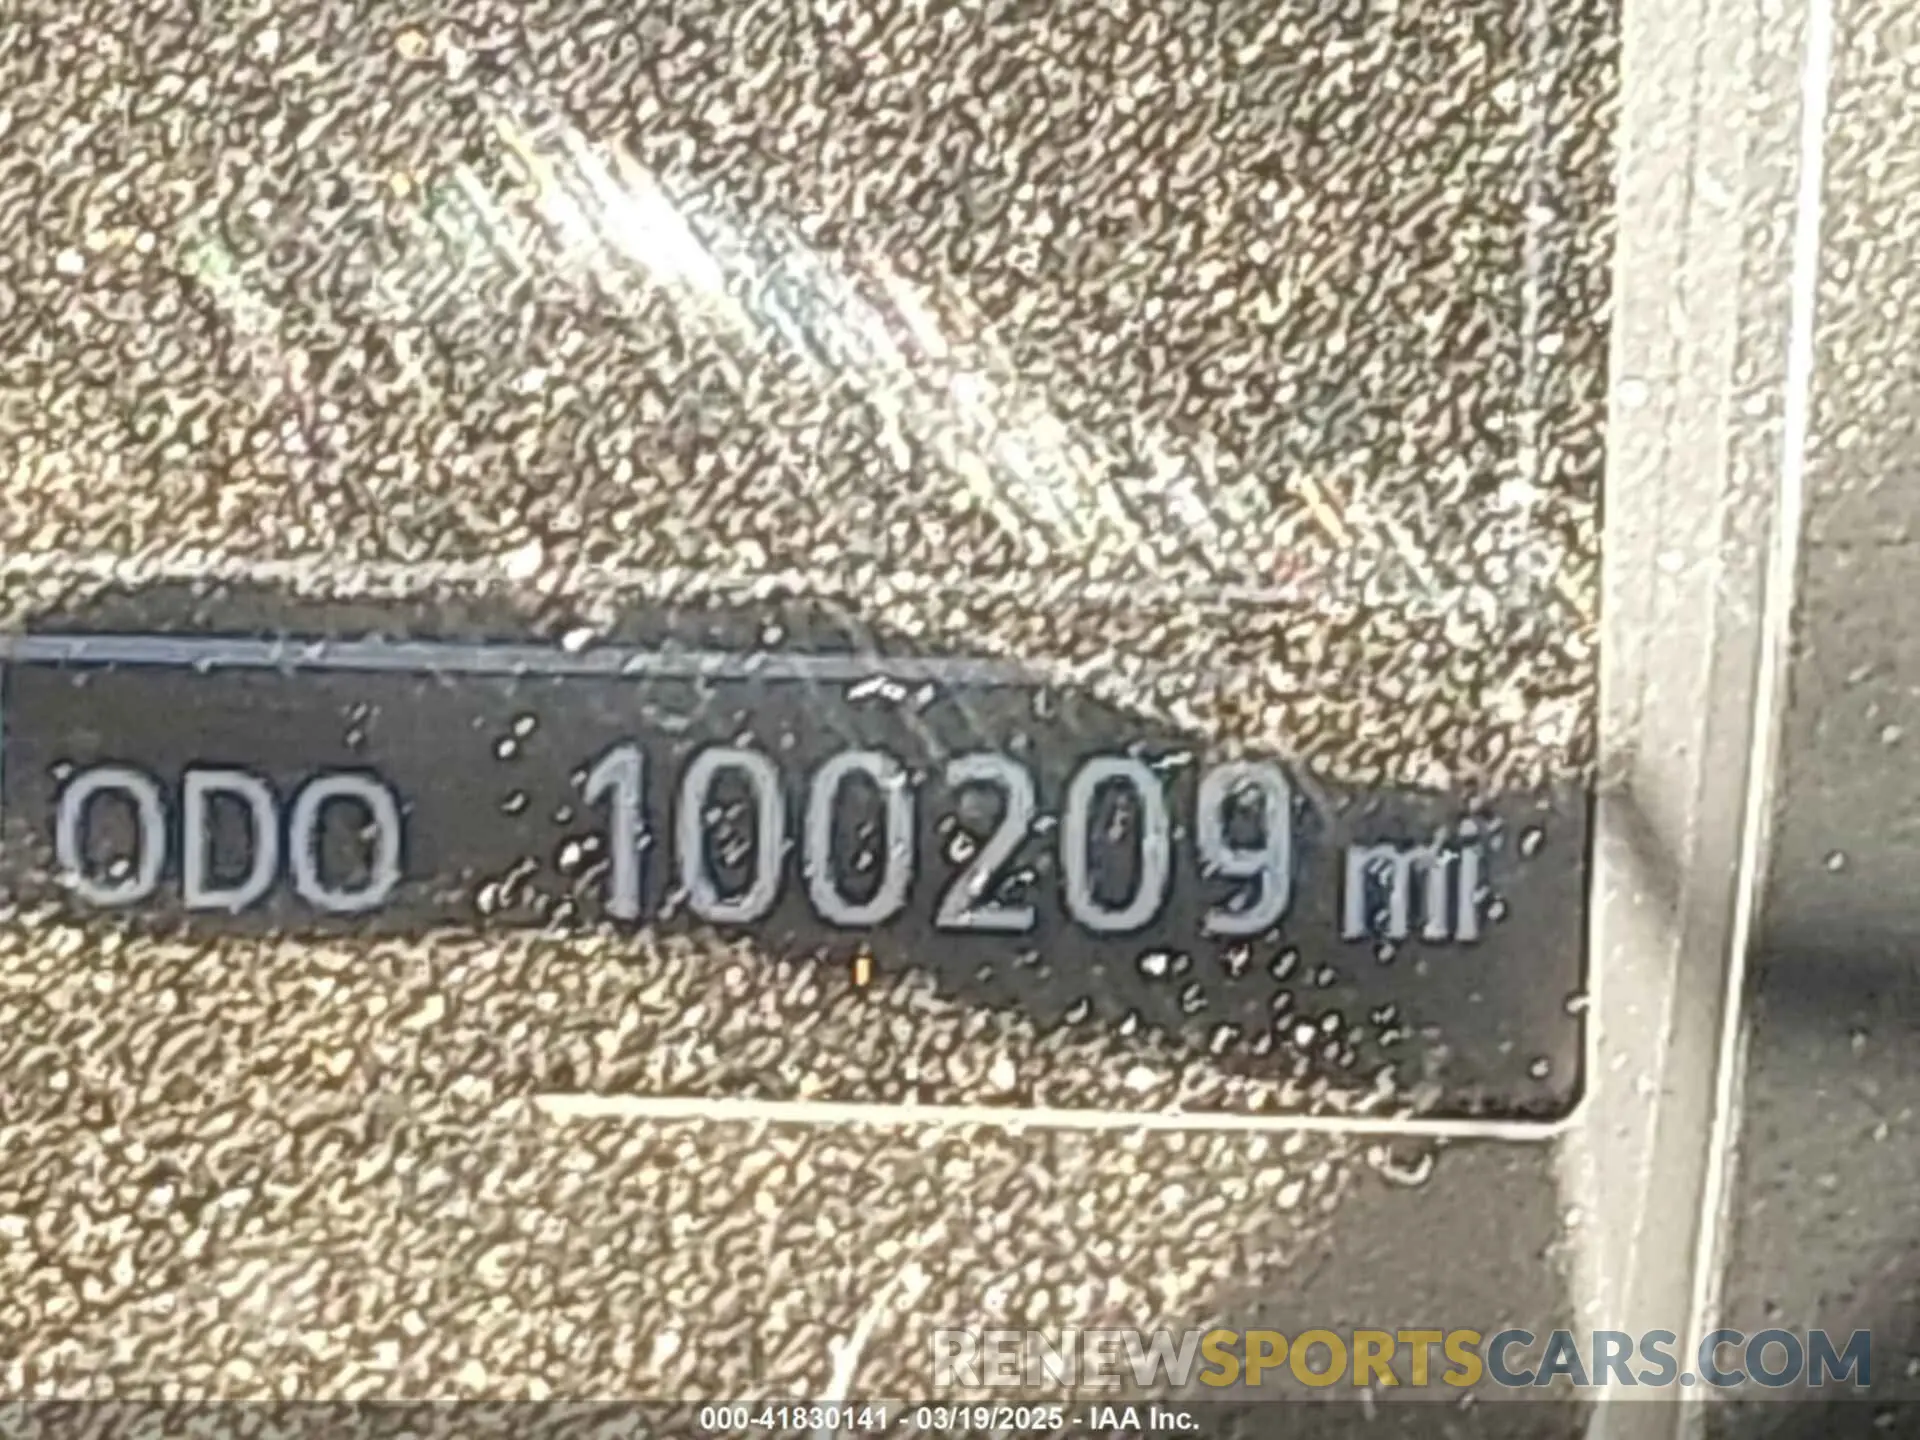 ODO 100209 mi
RENEWSPORTSCARS.COM
000-41830141 - 03/19/2025 - IAA Inc.